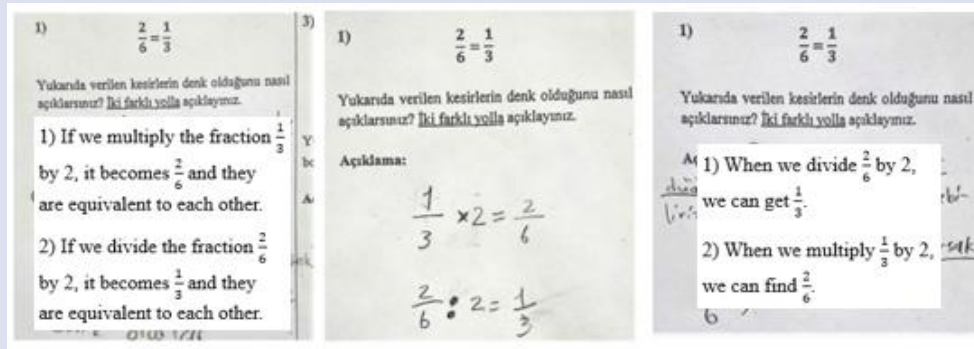 1)
2/6 = 1/3
Yukarıda verilen kesirlerin denk olduğunu nasıl
açıklarsınız? İki farklı yolla açıklayınız.
1) If we multiply the fraction 1/3
by 2, it becomes 2/6 and they
are equivalent to each other.
2) If we divide the fraction 2/6
by 2, it becomes 1/3 and they
are equivalent to each other.
3)
1)
2/6 = 1/3
Yukarıda verilen kesirlerin denk olduğunu nasıl
açıklarsınız? İki farklı yolla açıklayınız.
Açıklama:
1/3 ×2 = 2/6
2/6 : 2 = 1/3
1)
2/6 = 1/3
Yukarıda verilen kesirlerin denk olduğunu nasıl
açıklarsınız? İki farklı yolla açıklayınız.
1) When we divide 2/6 by 2,
we can get 1/3.
2) When we multiply 1/3 by 2,
we can find 2/6.
6